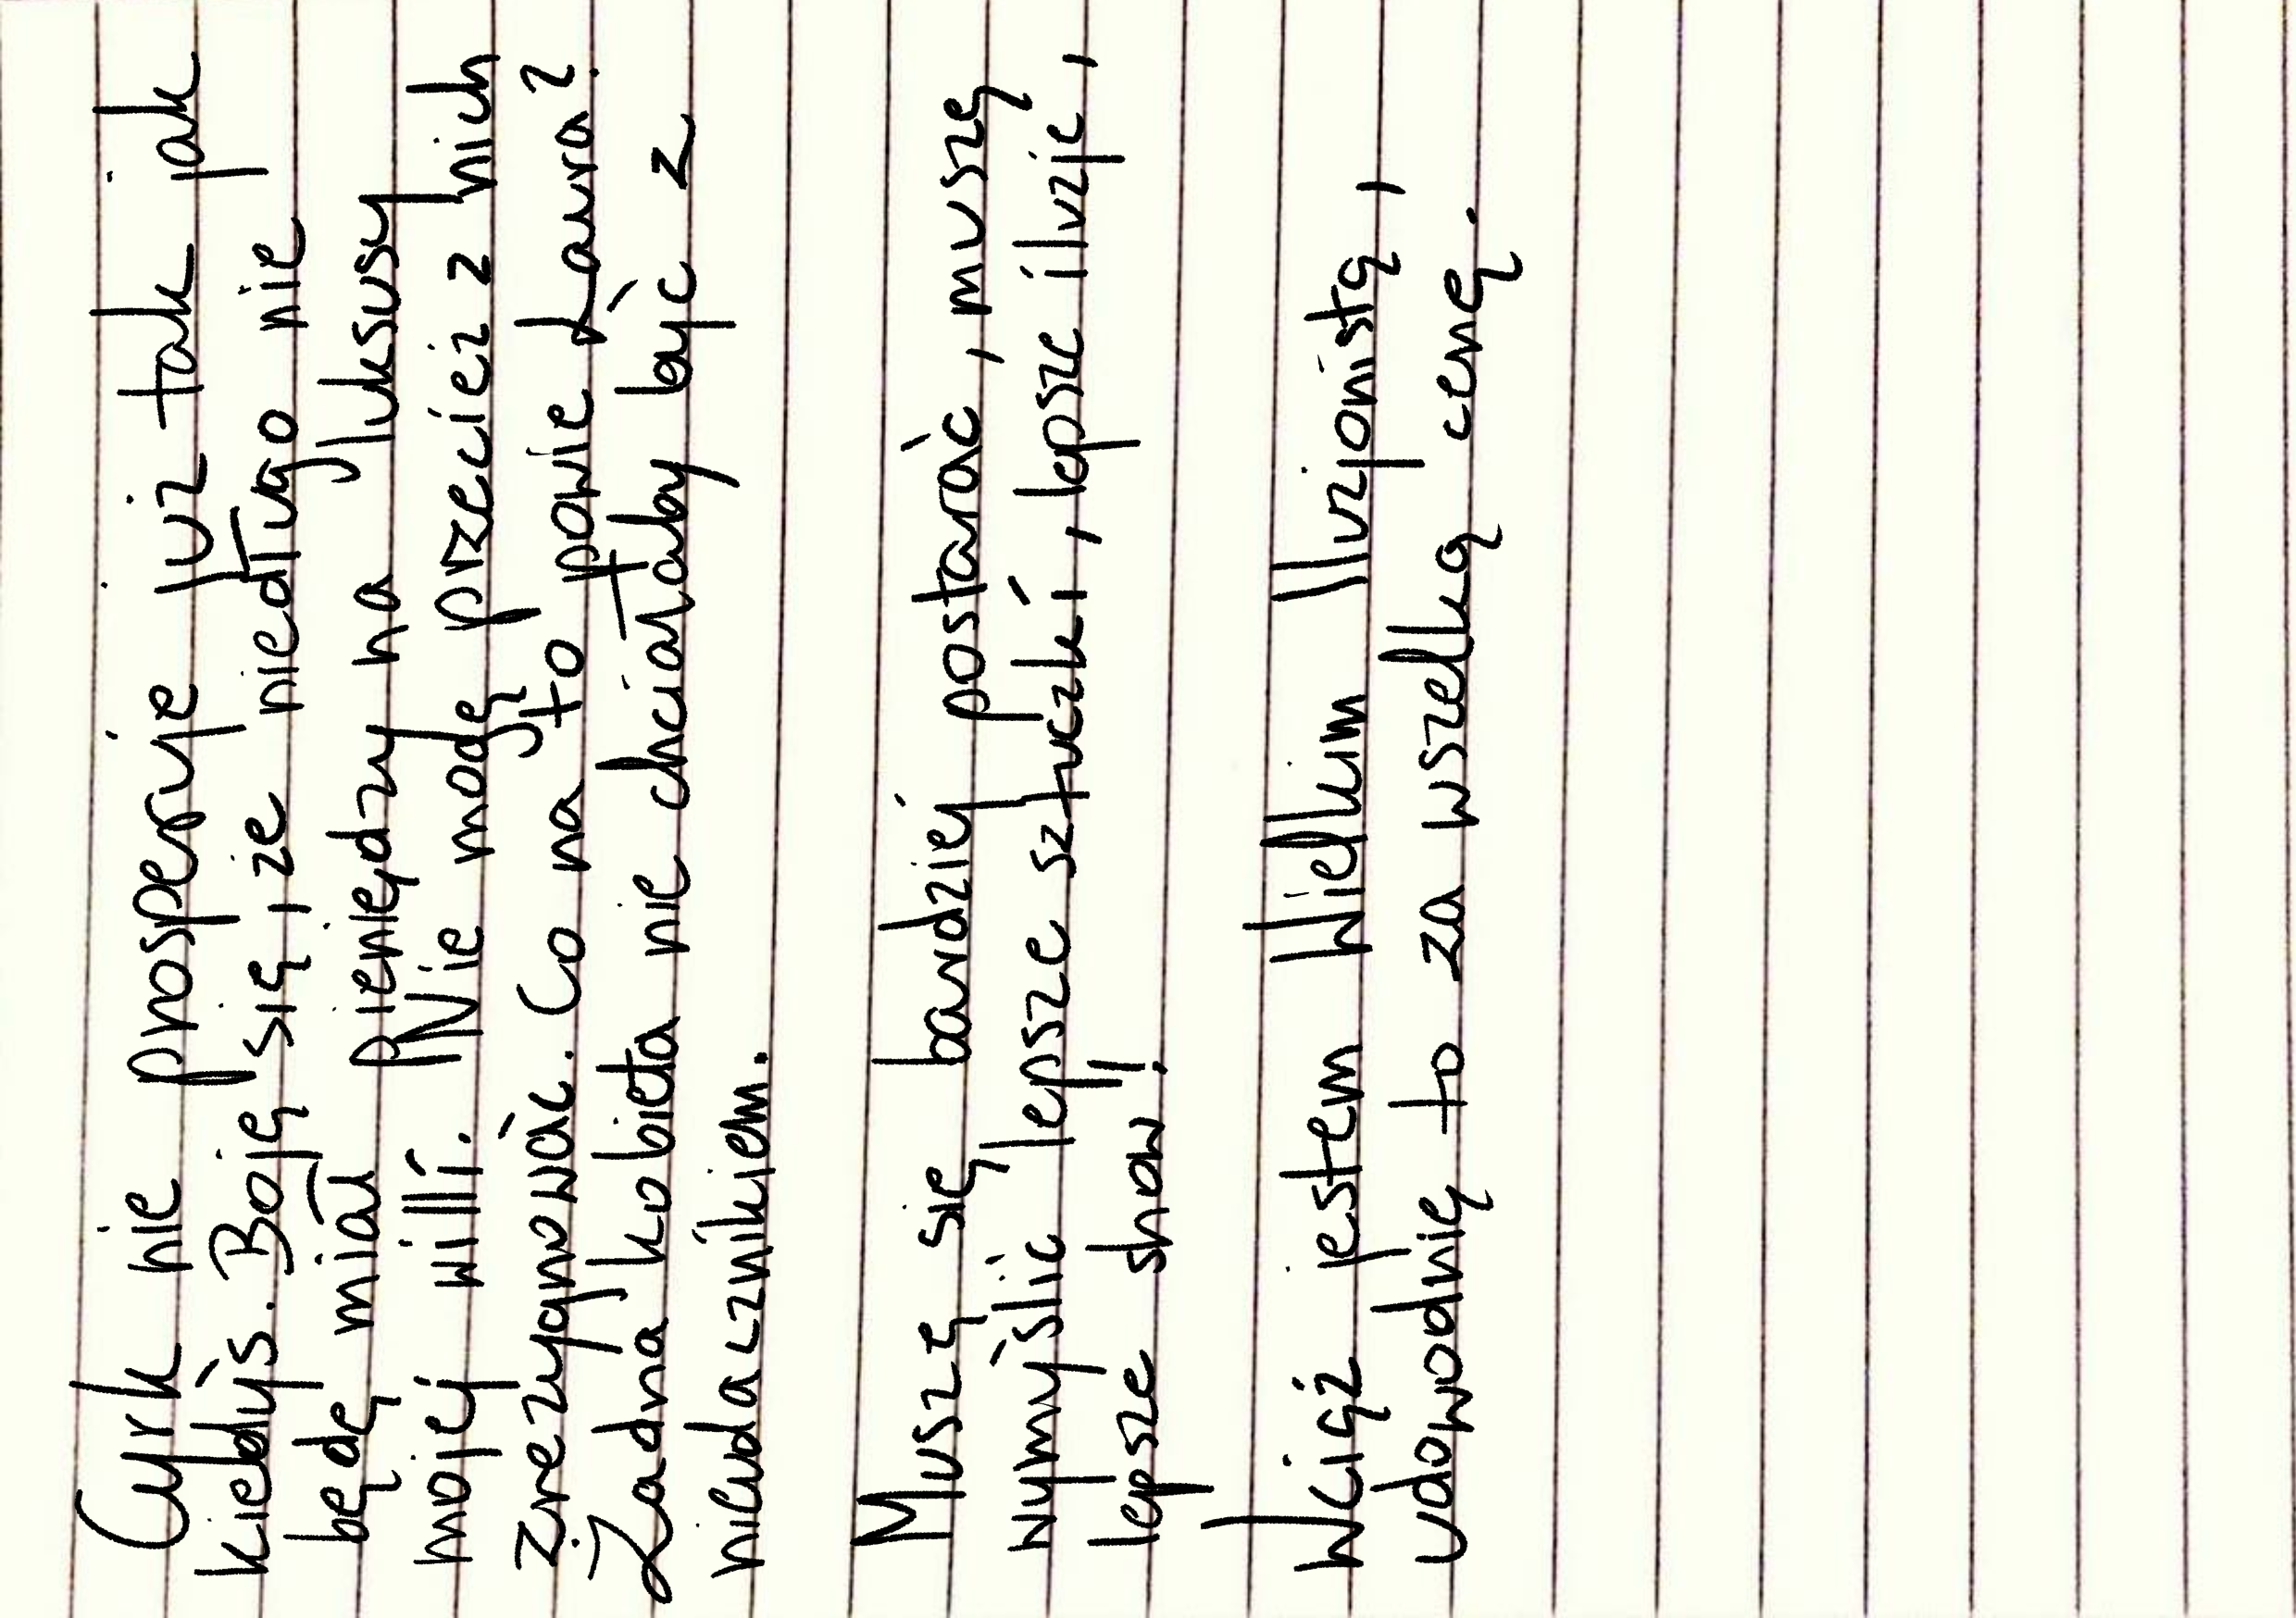 Cyrk nie prosperuje już tak jak
kiedyś. Boję się, że niedługo nie
będę miał pieniędzy na luksusy
mojej willi. Nie mogę przecież z nich
zrezygnować. Co na to powie Laura?
Żadna kobieta nie chciałaby być z
nieudacznikiem.
Muszę się bardziej postarać, muszę
wymyślić lepsze sztuczki, lepsze iluzje,
lepsze show!
Wciąż jestem Wielkim Iluzjonistą,
udowodnię to za wszelką cenę.